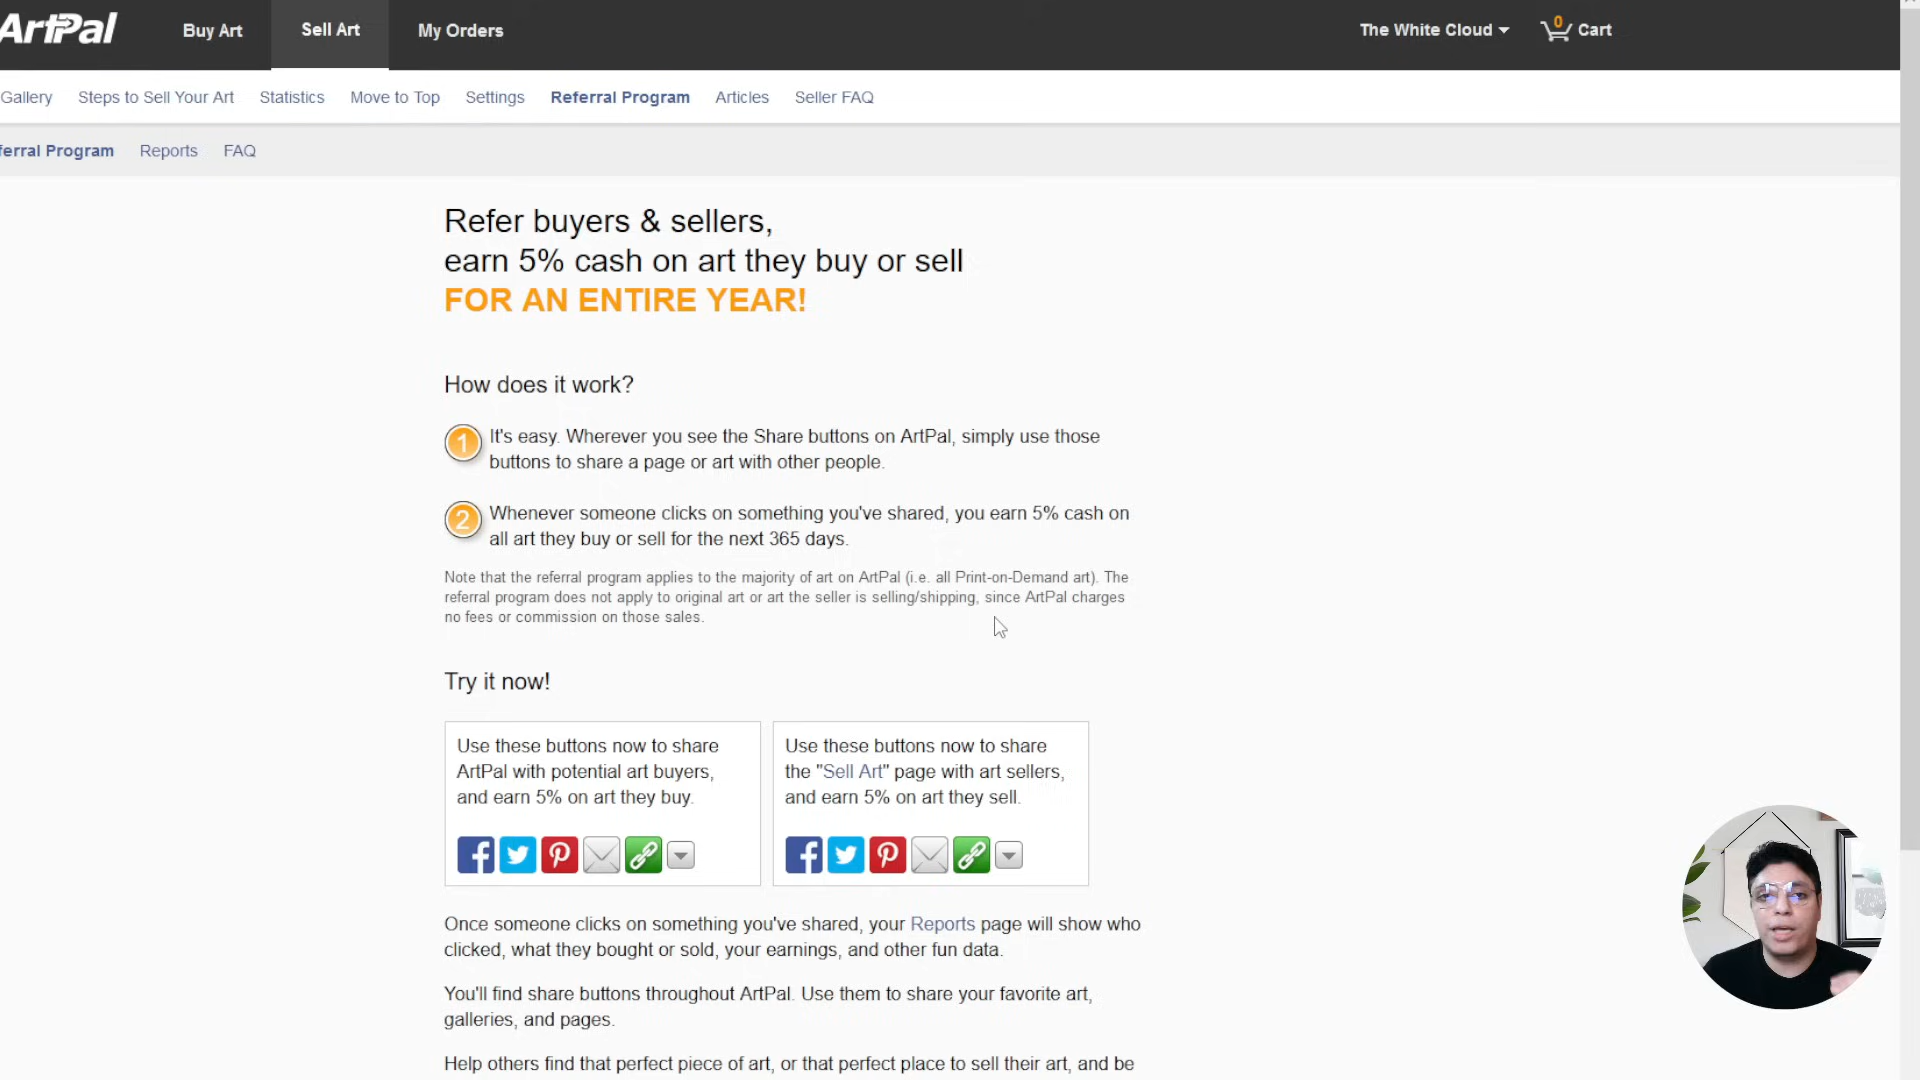 ArtPal
Buy Art
Sell Art
My Orders
The White Cloud
0
Cart
Gallery
Steps to Sell Your Art
Statistics
Move to Top
Settings
Referral Program
Articles
Seller FAQ
ferral Program
Reports
FAQ
Refer buyers & sellers,
earn 5% cash on art they buy or sell
FOR AN ENTIRE YEAR!
How does it work?
1
It's easy. Wherever you see the Share buttons on ArtPal, simply use those
buttons to share a page or art with other people.
2
Whenever someone clicks on something you've shared, you earn 5% cash on
all art they buy or sell for the next 365 days.
Note that the referral program applies to the majority of art on ArtPal (i.e. all Print-on-Demand art). The
referral program does not apply to original art or art the seller is selling/shipping, since ArtPal charges
no fees or commission on those sales.
Try it now!
Use these buttons now to share
ArtPal with potential art buyers,
and earn 5% on art they buy.
Use these buttons now to share
the "Sell Art" page with art sellers,
and earn 5% on art they sell.
Once someone clicks on something you've shared, your Reports page will show who
clicked, what they bought or sold, your earnings, and other fun data.
You'll find share buttons throughout ArtPal. Use them to share your favorite art,
galleries, and pages.
Help others find that perfect piece of art, or that perfect place to sell their art, and be